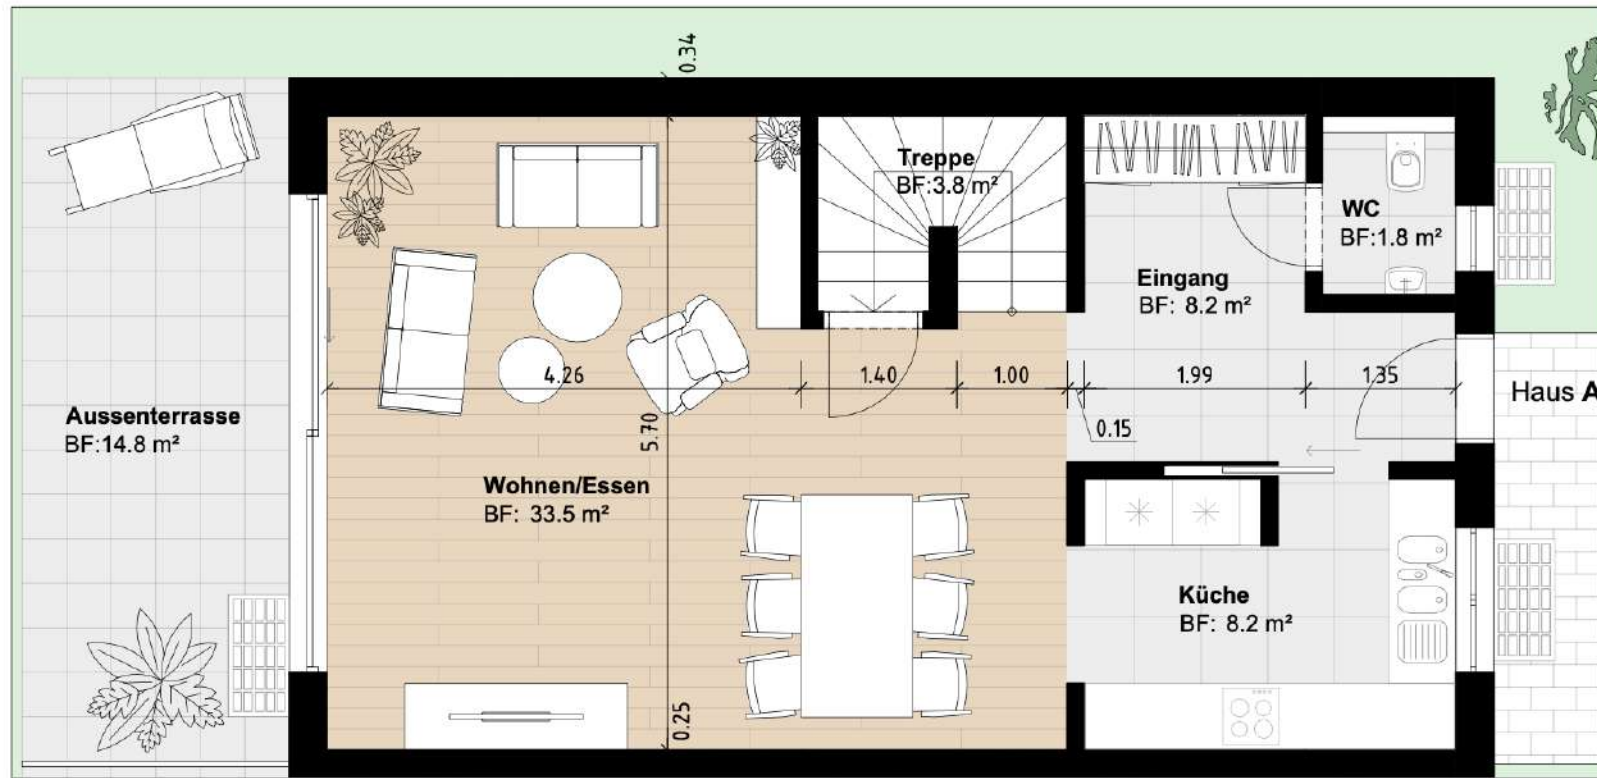 0.34
Treppe
BF:3.8 m²
WC
BF:1.8 m²
Eingang
BF: 8.2 m²
4.26
1.40
1.00
1.99
1.35
Haus A
Aussenterrasse
BF:14.8 m²
5.70
0.15
Wohnen/Essen
BF: 33.5 m²
Küche
BF: 8.2 m²
0.25